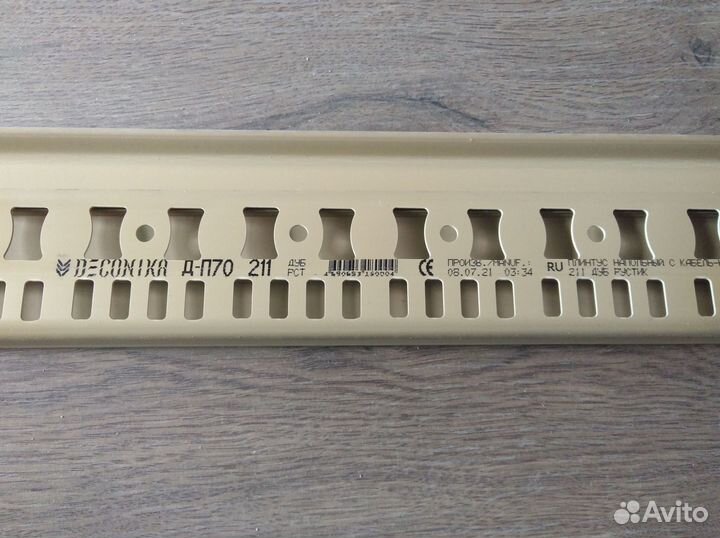 DECONIKA Д-П70 211 ДУБ РСТ CE ПРОИЗВ./MANUF.: 08.07.21 03:34 RU ПЛИНТУС НАПОЛЬНЫЙ С КАБЕЛЬ-
211 ДУБ РУСТИК
Avito